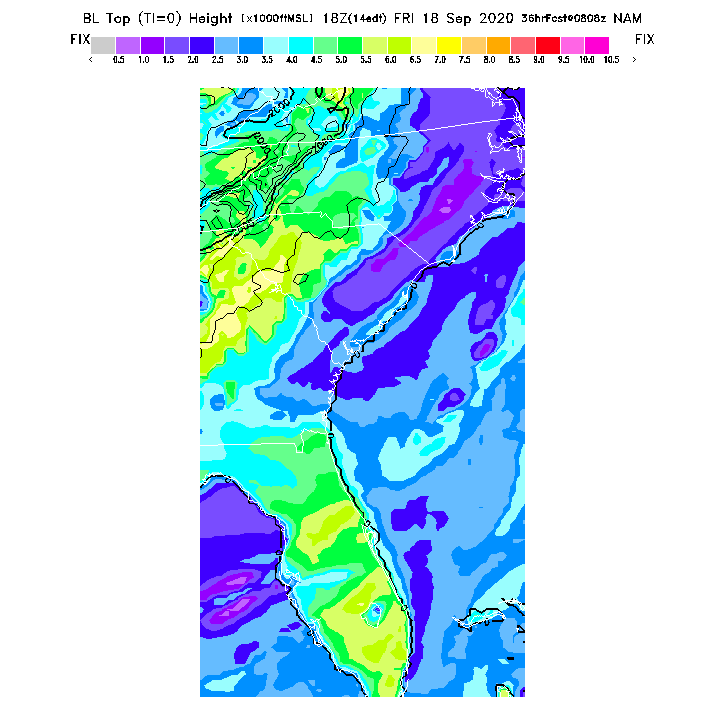 BL Top (TI=0) Height [x1000ftMSL] 18Z(14edt) FRI 18 Sep 2020 36hrFcst@0808z NAM
FIX FIX
< 0.5 1.0 1.5 2.0 2.5 3.0 3.5 4.0 4.5 5.0 5.5 6.0 6.5 7.0 7.5 8.0 8.5 9.0 9.5 10.0 10.5 >
2000
2000
2000